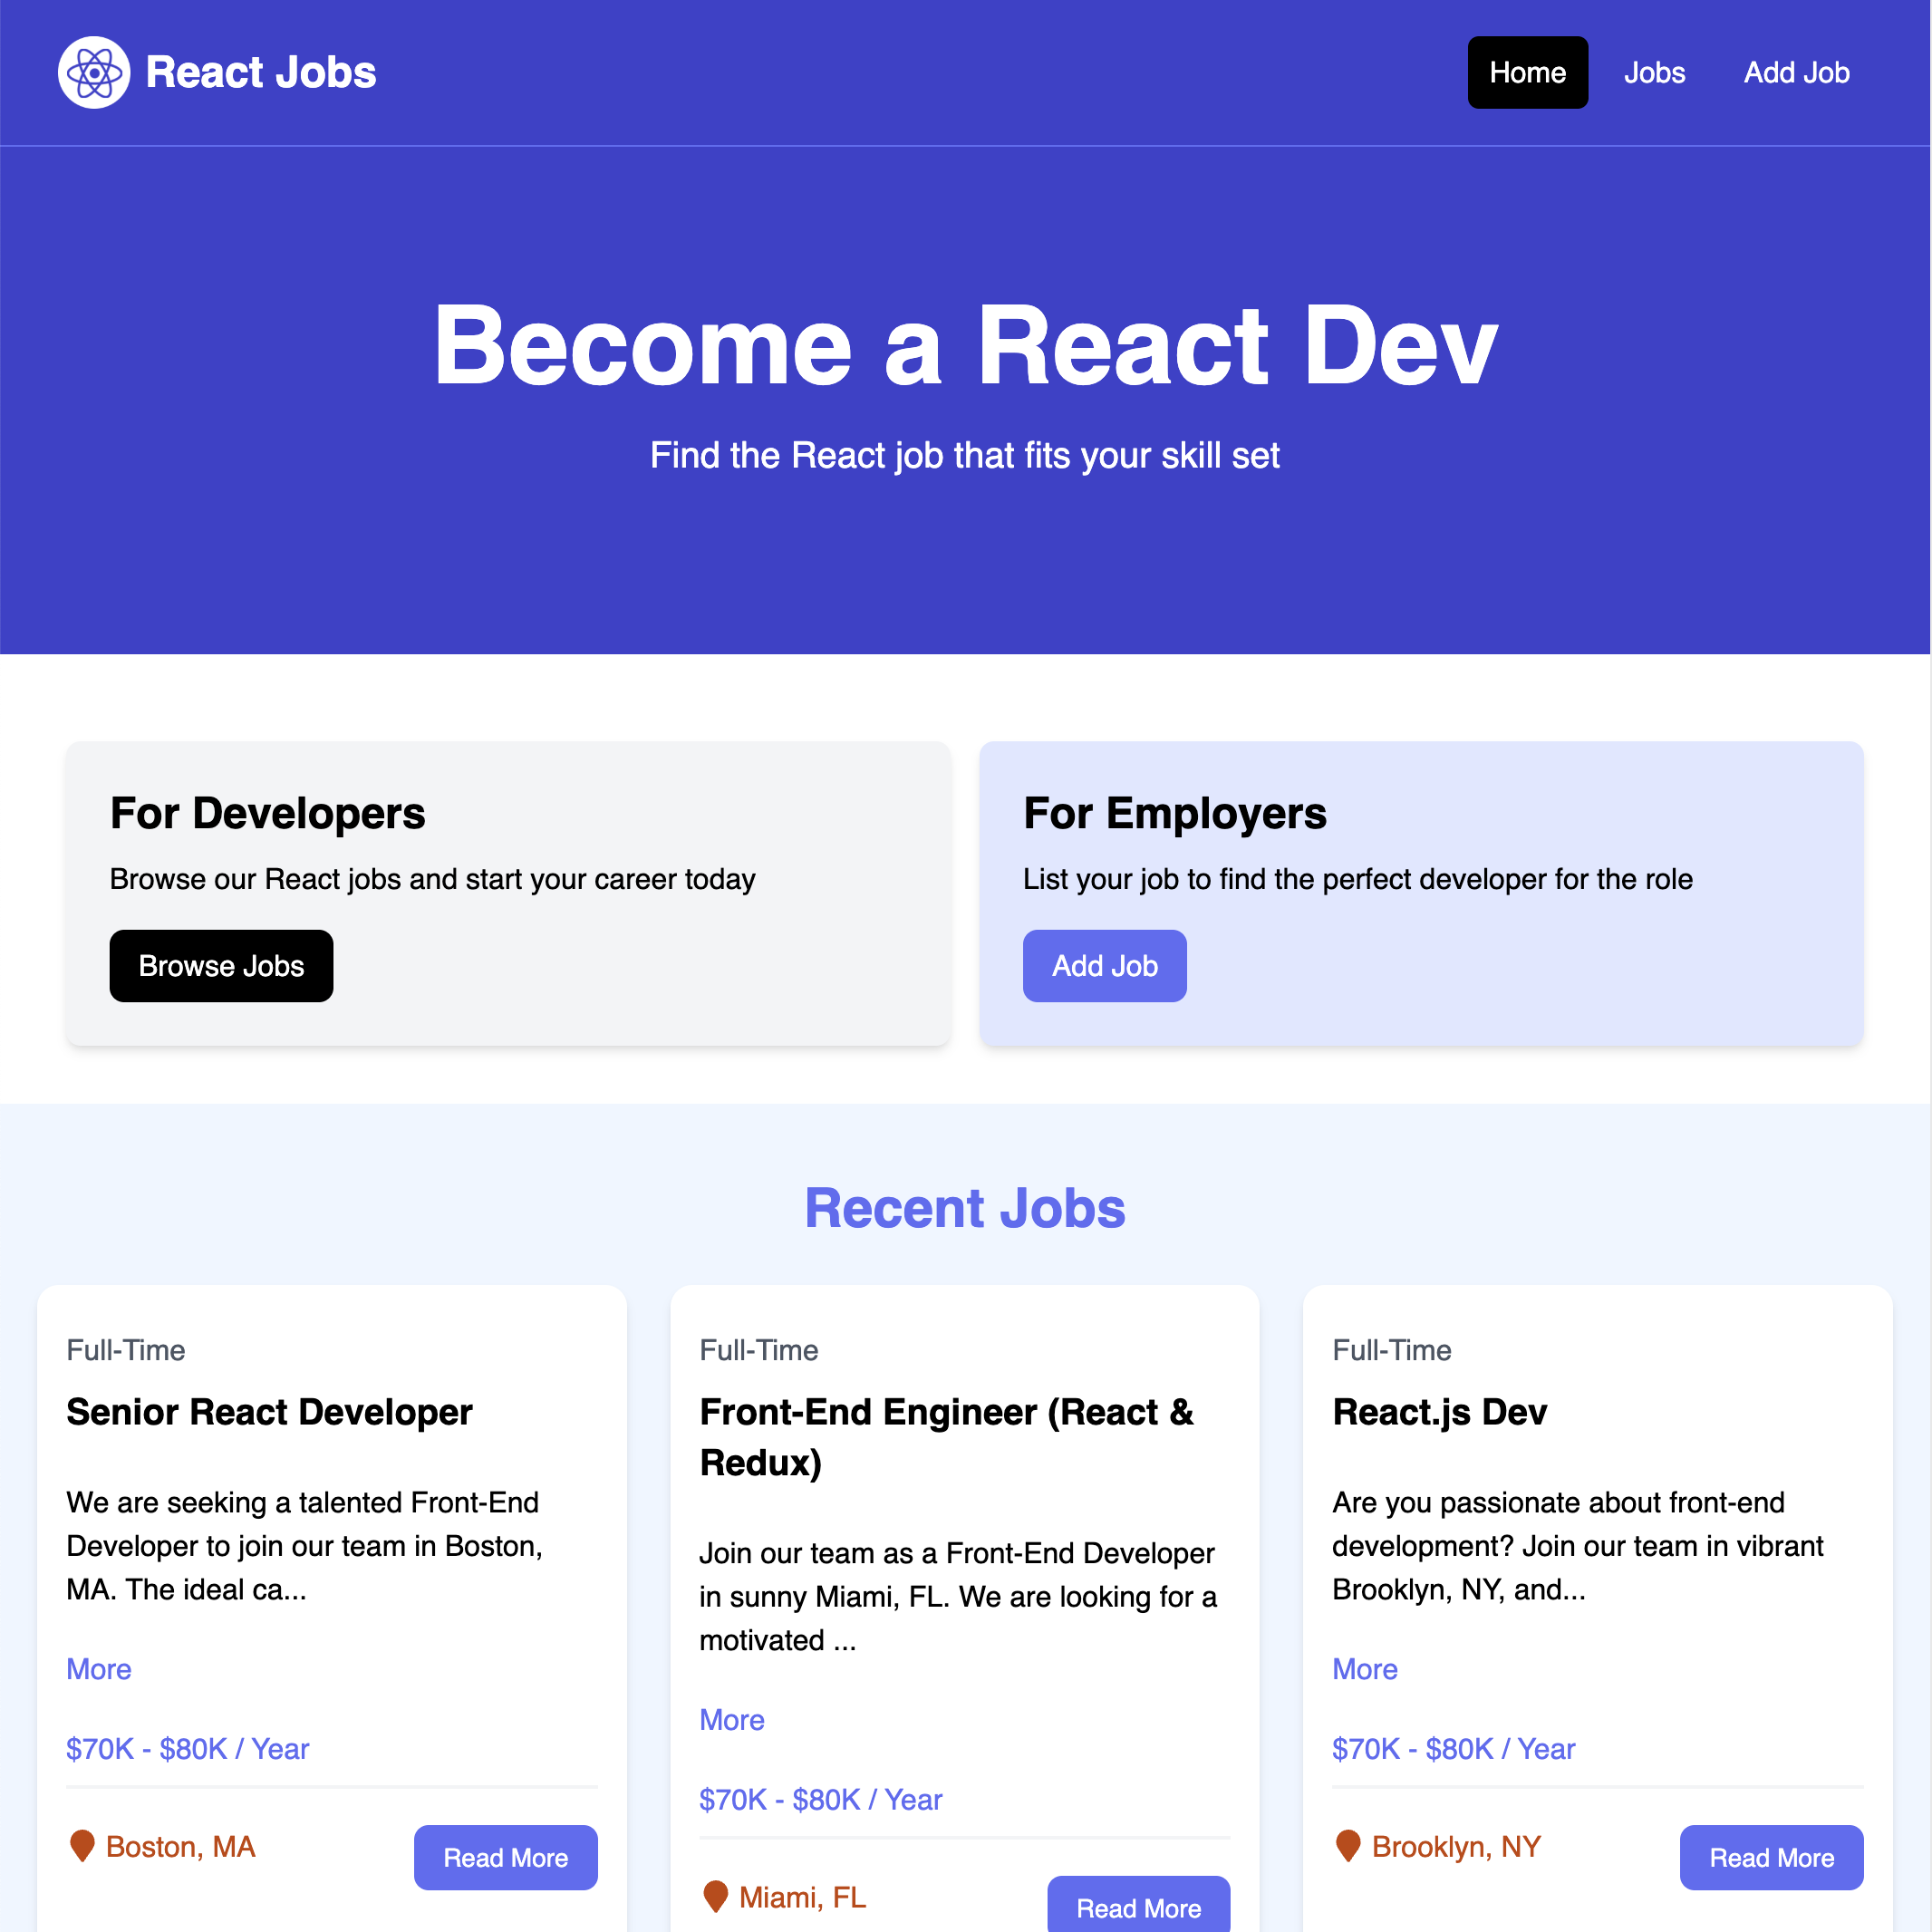 React Jobs
Home
Jobs
Add Job
Become a React Dev
Find the React job that fits your skill set
For Developers
Browse our React jobs and start your career today
Browse Jobs
For Employers
List your job to find the perfect developer for the role
Add Job
Recent Jobs
Full-Time
Senior React Developer
We are seeking a talented Front-End
Developer to join our team in Boston,
MA. The ideal ca...
More
$70K - $80K / Year
Boston, MA
Read More
Full-Time
Front-End Engineer (React &
Redux)
Join our team as a Front-End Developer
in sunny Miami, FL. We are looking for a
motivated ...
More
$70K - $80K / Year
Miami, FL
Read More
Full-Time
React.js Dev
Are you passionate about front-end
development? Join our team in vibrant
Brooklyn, NY, and...
More
$70K - $80K / Year
Brooklyn, NY
Read More